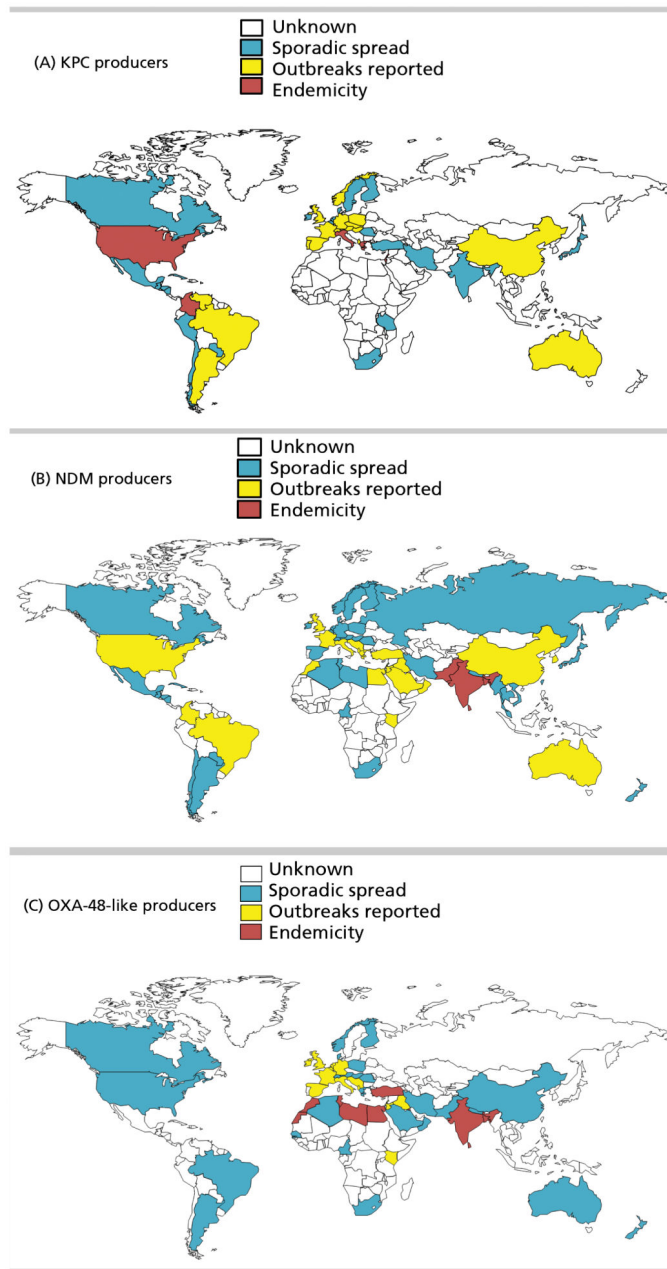 Unknown
Sporadic spread
(A) KPC producers
Outbreaks reported
Endemicity
Unknown
Sporadic spread
(B) NDM producers
Outbreaks reported
Endemicity
Unknown
Sporadic spread
(C) OXA-48-like producers
Outbreaks reported
Endemicity